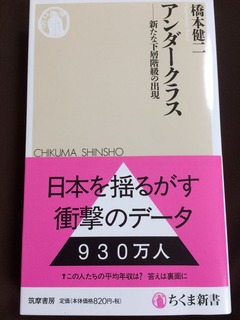 橋本健二
アンダークラス
――新たな下層階級の出現
CHIKUMA SHINSHO
日本を揺るがす
衝撃のデータ
930万人
⬆この人たちの平均年収は? 答えは裏面に
筑摩書房
定価(本体価格820円+税)
ちくま新書